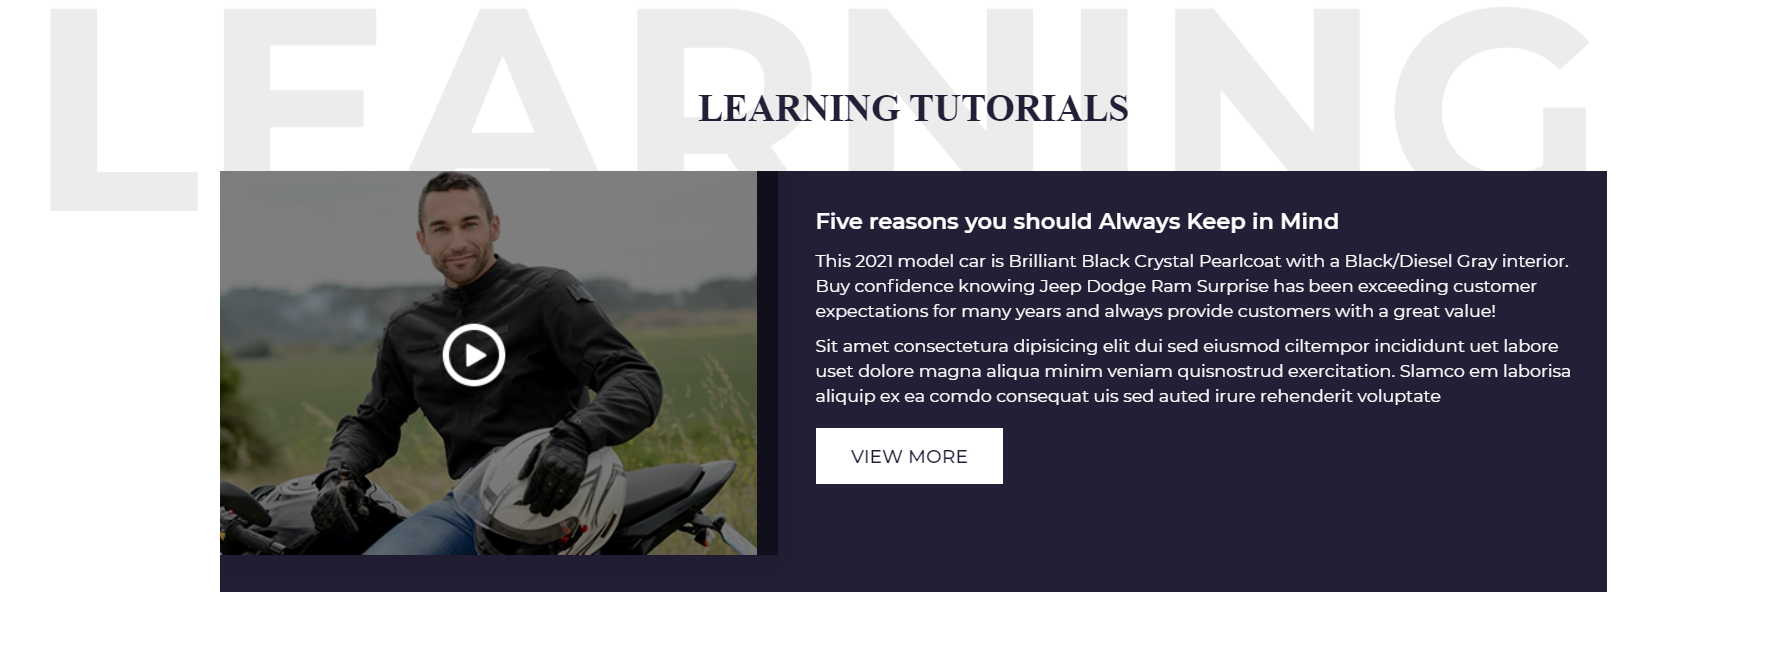 LEARNING
LEARNING TUTORIALS
Five reasons you should Always Keep in Mind
This 2021 model car is Brilliant Black Crystal Pearlcoat with a Black/Diesel Gray interior.
Buy confidence knowing Jeep Dodge Ram Surprise has been exceeding customer
expectations for many years and always provide customers with a great value!
Sit amet consectetura dipisicing elit dui sed eiusmod ciltempor incididunt uet labore
uset dolore magna aliqua minim veniam quisnostrud exercitation. Slamco em laborisa
aliquip ex ea comdo consequat uis sed auted irure rehenderit voluptate
VIEW MORE